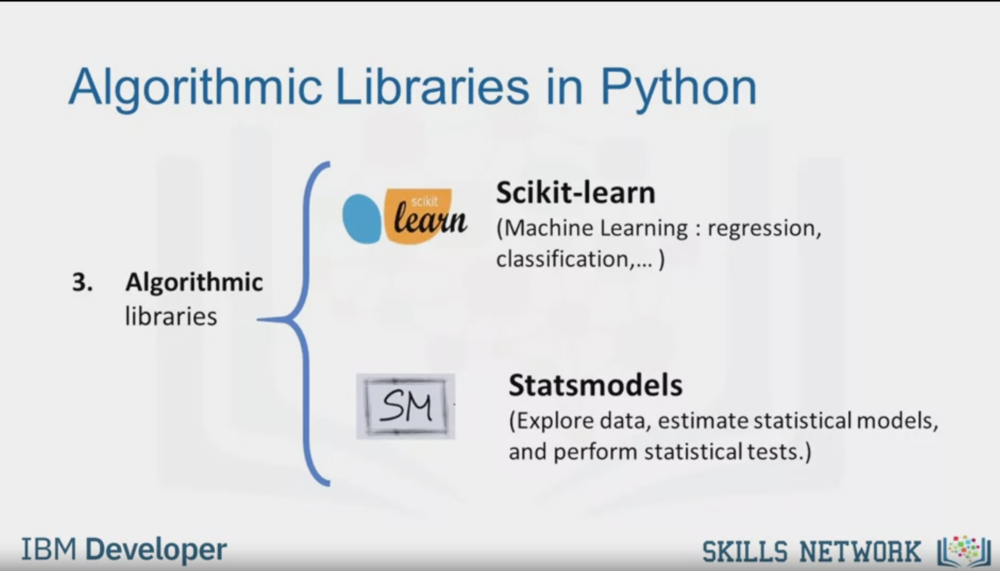 Algorithmic Libraries in Python
3. Algorithmic
libraries
scikit
learn
Scikit-learn
(Machine Learning : regression,
classification,... )
SM
Statsmodels
(Explore data, estimate statistical models,
and perform statistical tests.)
IBM Developer
SKILLS NETWORK